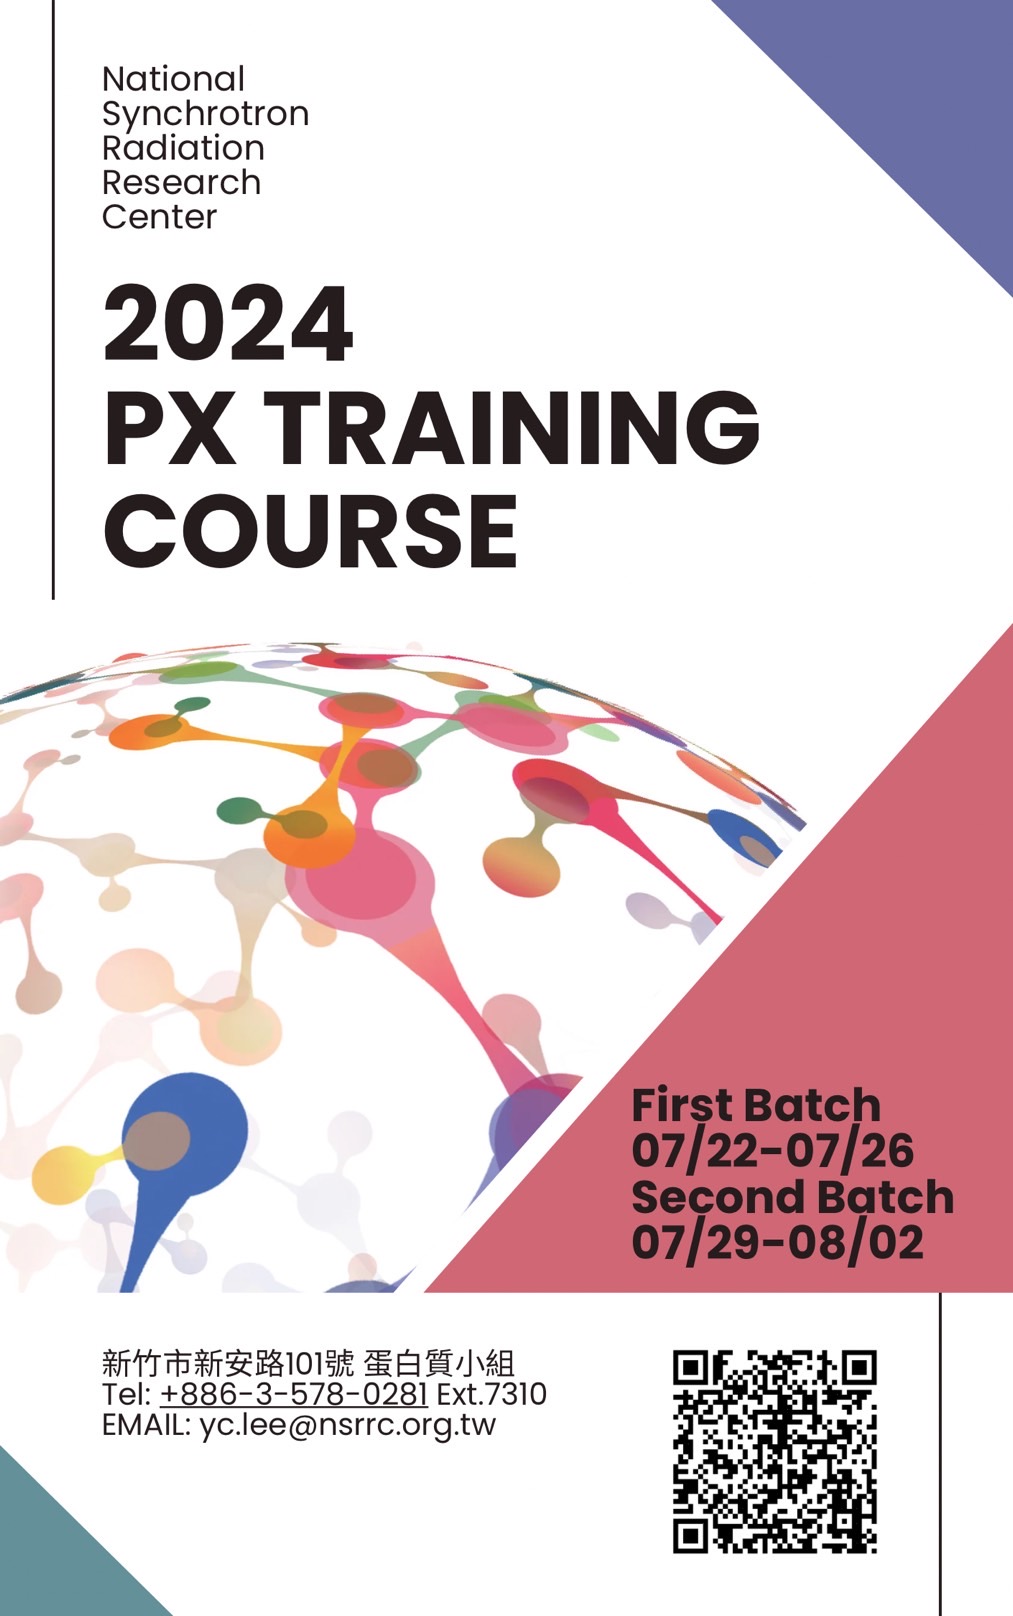 National
Synchrotron
Radiation
Research
Center
2024
PX TRAINING
COURSE
First Batch
07/22-07/26
Second Batch
07/29-08/02
新竹市新安路101號 蛋白質小組
Tel: +886-3-578-0281 Ext.7310
EMAIL: yc.lee@nsrrc.org.tw